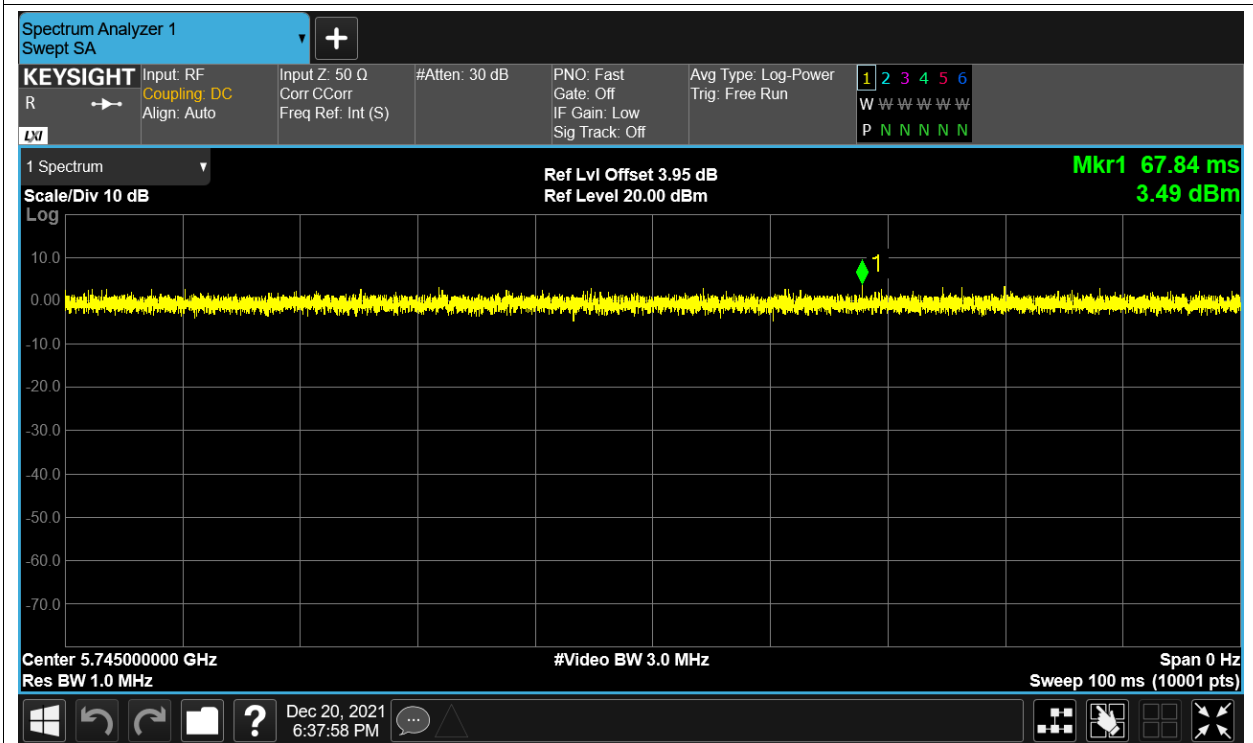 Spectrum Analyzer 1
Swept SA
+
KEYSIGHT
R
LXI
Input: RF
Coupling: DC
Align: Auto
Input Z: 50 Ω
Corr CCorr
Freq Ref: Int (S)
#Atten: 30 dB
PNO: Fast
Gate: Off
IF Gain: Low
Sig Track: Off
Avg Type: Log-Power
Trig: Free Run
1 2 3 4 5 6
W W W W W W
P N N N N N
1 Spectrum
Scale/Div 10 dB
Log
Ref Lvl Offset 3.95 dB
Ref Level 20.00 dBm
Mkr1 67.84 ms
3.49 dBm
10.0
1
0.00
-10.0
-20.0
-30.0
-40.0
-50.0
-60.0
-70.0
Center 5.745000000 GHz
Res BW 1.0 MHz
#Video BW 3.0 MHz
Span 0 Hz
Sweep 100 ms (10001 pts)
?
Dec 20, 2021
6:37:58 PM